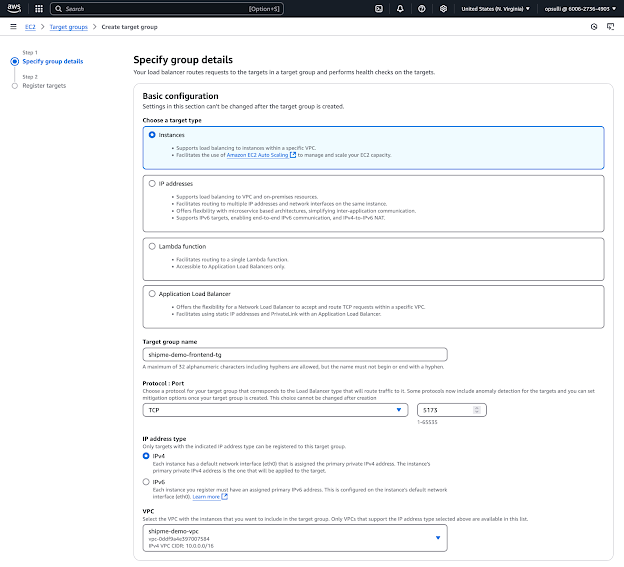 aws
Search
[Option+S]
United States (N. Virginia)
opselli @ 6006-2736-4903
EC2 > Target groups > Create target group
Step 1
Specify group details
Step 2
Register targets
Specify group details
Your load balancer routes requests to the targets in a target group and performs health checks on the targets.
Basic configuration
Settings in this section can't be changed after the target group is created.
Choose a target type
Instances
• Supports load balancing to instances within a specific VPC.
• Facilitates the use of Amazon EC2 Auto Scaling to manage and scale your EC2 capacity.
IP addresses
• Supports load balancing to VPC and on-premises resources.
• Facilitates routing to multiple IP addresses and network interfaces on the same instance.
• Offers flexibility with microservice based architectures, simplifying inter-application communication.
• Supports IPv6 targets, enabling end-to-end IPv6 communication, and IPv4-to-IPv6 NAT.
Lambda function
• Facilitates routing to a single Lambda function.
• Accessible to Application Load Balancers only.
Application Load Balancer
• Offers the flexibility for a Network Load Balancer to accept and route TCP requests within a specific VPC.
• Facilitates using static IP addresses and PrivateLink with an Application Load Balancer.
Target group name
shipme-demo-frontend-tg
A maximum of 32 alphanumeric characters including hyphens are allowed, but the name must not begin or end with a hyphen.
Protocol : Port
Choose a protocol for your target group that corresponds to the Load Balancer type that will route traffic to it. Some protocols now include anomaly detection for the targets and you can set
mitigation options once your target group is created. This choice cannot be changed after creation
TCP
5173
1-65535
IP address type
Only targets with the indicated IP address type can be registered to this target group.
IPv4
Each instance has a default network interface (eth0) that is assigned the primary private IPv4 address. The instance's
primary private IPv4 address is the one that will be applied to the target.
IPv6
Each instance you register must have an assigned primary IPv6 address. This is configured on the instance's default network
interface (eth0). Learn more
VPC
Select the VPC with the instances that you want to include in the target group. Only VPCs that support the IP address type selected above are available in this list.
shipme-demo-vpc
vpc-0ddf9a4e397007584
IPv4 VPC CIDR: 10.0.0.0/16